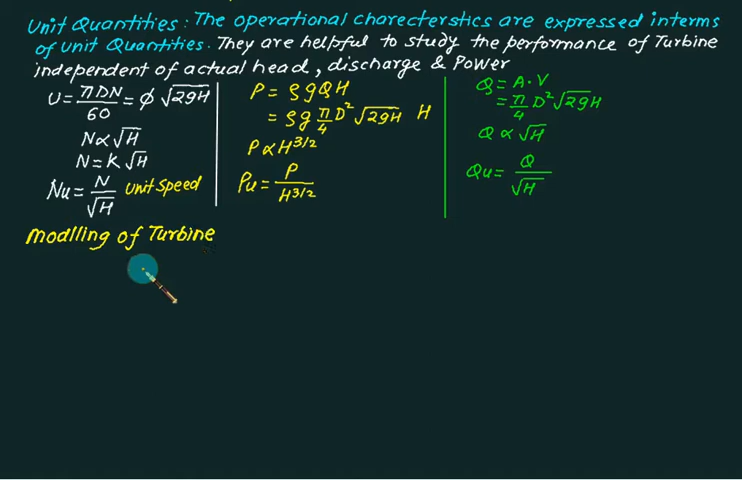 Unit Quantities: The operational charecterstics are expressed interms
of Unit Quantities. They are helpful to study the performance of Turbine
independent of actual head, discharge & Power
U = πDN/60 = φ √2gH
N ∝ √H
N = K √H
Nu = N/√H Unit Speed
P = ρgQH
= ρg π/4 D² √2gH H
P ∝ H^3/2
Pu = P/H^3/2
Q = A·V
= π/4 D² √2gH
Q ∝ √H
Qu = Q/√H
Modlling of Turbine